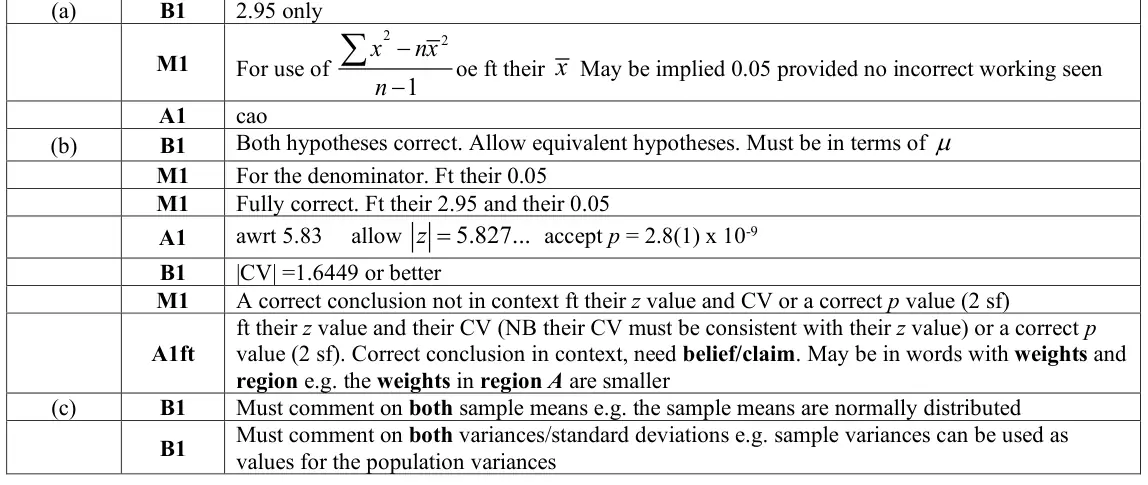 (a) B1 2.95 only
M1 For use of (∑x² − nx̄²)/(n − 1) oe ft their x̄ May be implied 0.05 provided no incorrect working seen
A1 cao
(b) B1 Both hypotheses correct. Allow equivalent hypotheses. Must be in terms of μ
M1 For the denominator. Ft their 0.05
M1 Fully correct. Ft their 2.95 and their 0.05
A1 awrt 5.83 allow |z| = 5.827... accept p = 2.8(1) x 10⁻⁹
B1 |CV| =1.6449 or better
M1 A correct conclusion not in context ft their z value and CV or a correct p value (2 sf)
A1ft ft their z value and their CV (NB their CV must be consistent with their z value) or a correct p
value (2 sf). Correct conclusion in context, need belief/claim. May be in words with weights and
region e.g. the weights in region A are smaller
(c) B1 Must comment on both sample means e.g. the sample means are normally distributed
B1 Must comment on both variances/standard deviations e.g. sample variances can be used as
values for the population variances